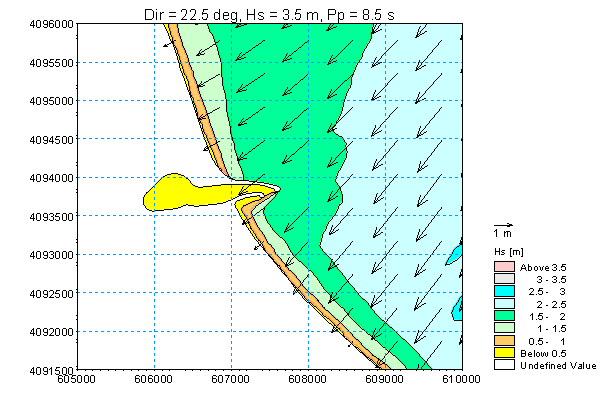 Dir = 22.5 deg, Hs = 3.5 m, Pp = 8.5 s
4096000
4095500
4095000
4094500
4094000
4093500
4093000
4092500
4092000
4091500
605000 606000 607000 608000 609000 610000
1 m
Hs [m]
Above 3.5
3 - 3.5
2.5 - 3
2 - 2.5
1.5 - 2
1 - 1.5
0.5 - 1
Below 0.5
Undefined Value